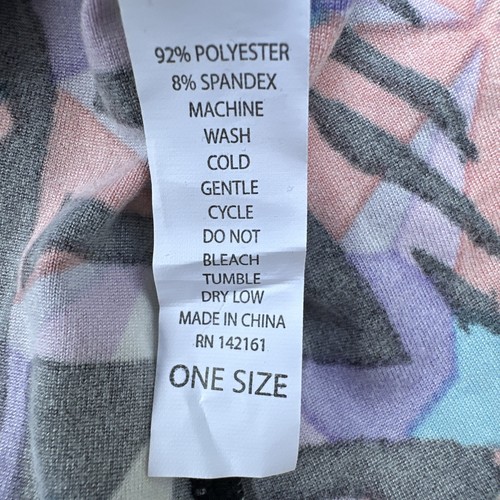 92% POLYESTER
8% SPANDEX
MACHINE
WASH
COLD
GENTLE
CYCLE
DO NOT
BLEACH
TUMBLE
DRY LOW
MADE IN CHINA
RN 142161
ONE SIZE